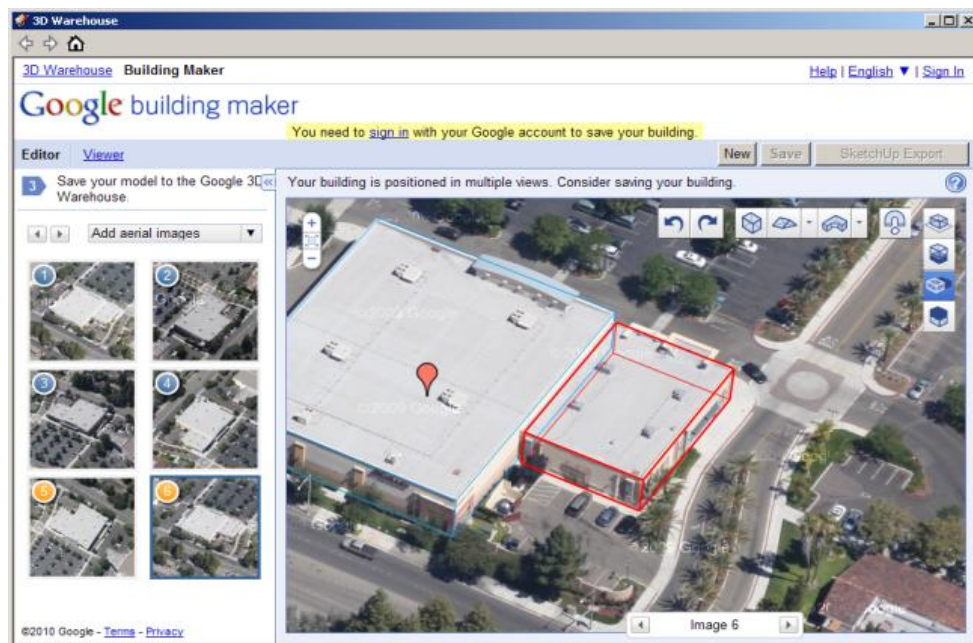 3D Warehouse
3D Warehouse Building Maker
Help | English ▼ | Sign In
Google building maker
You need to sign in with your Google account to save your building.
Editor Viewer
New Save SketchUp Export
3 Save your model to the Google 3D
Warehouse.
Your building is positioned in multiple views. Consider saving your building.
Add aerial images
1 2
3 4
5 6
©2009 Google
©2009 Google
Image 6
©2010 Google - Terms - Privacy